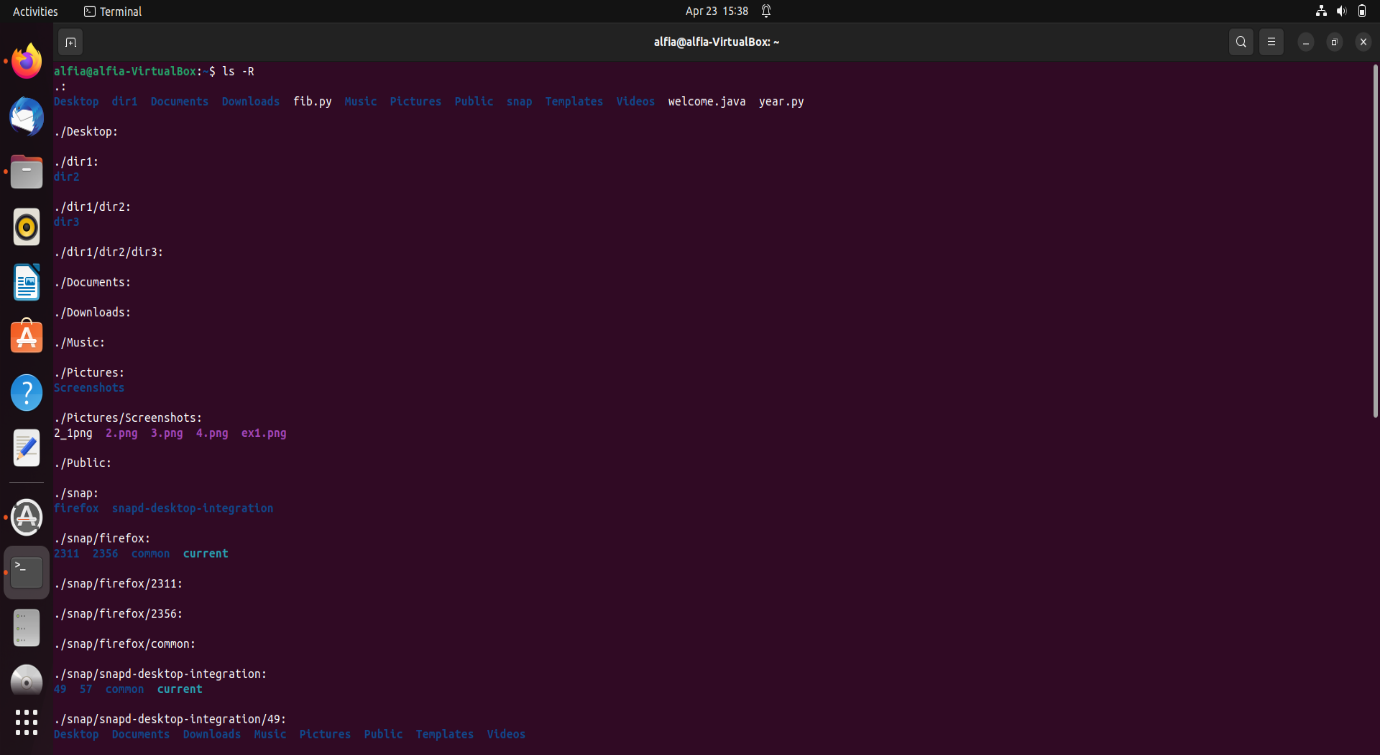 Activities Terminal Apr 23 15:38
alfia@alfia-VirtualBox: ~
alfia@alfia-VirtualBox:~$ ls -R
.:
Desktop dir1 Documents Downloads fib.py Music Pictures Public snap Templates Videos welcome.java year.py
./Desktop:
./dir1:
dir2
./dir1/dir2:
dir3
./dir1/dir2/dir3:
./Documents:
./Downloads:
./Music:
./Pictures:
Screenshots
./Pictures/Screenshots:
2_1png 2.png 3.png 4.png ex1.png
./Public:
./snap:
firefox snapd-desktop-integration
./snap/firefox:
2311 2356 common current
./snap/firefox/2311:
./snap/firefox/2356:
./snap/firefox/common:
./snap/snapd-desktop-integration:
49 57 common current
./snap/snapd-desktop-integration/49:
Desktop Documents Downloads Music Pictures Public Templates Videos